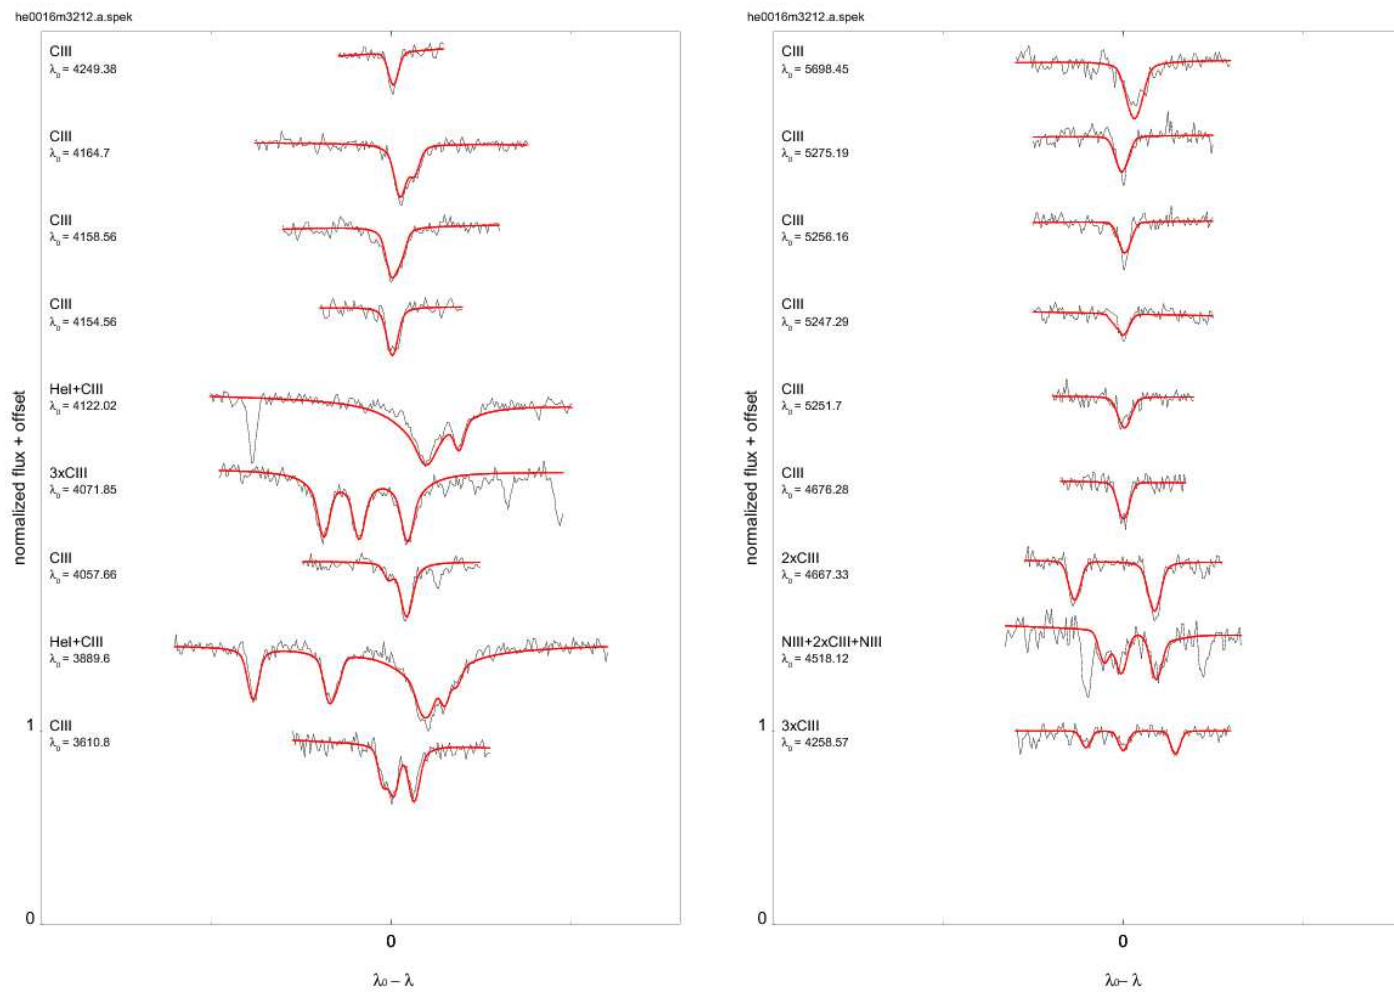 he0016m3212.a.spek
CIII
λ₀ = 4249.38
CIII
λ₀ = 4164.7
CIII
λ₀ = 4158.56
CIII
λ₀ = 4154.56
HeI+CIII
λ₀ = 4122.02
3xCIII
λ₀ = 4071.85
CIII
λ₀ = 4057.66
HeI+CIII
λ₀ = 3889.6
CIII
λ₀ = 3610.8
normalized flux + offset
1
0
0
λ₀ – λ
he0016m3212.a.spek
CIII
λ₀ = 5698.45
CIII
λ₀ = 5275.19
CIII
λ₀ = 5256.16
CIII
λ₀ = 5247.29
CIII
λ₀ = 5251.7
CIII
λ₀ = 4676.28
2xCIII
λ₀ = 4667.33
NIII+2xCIII+NIII
λ₀ = 4518.12
3xCIII
λ₀ = 4258.57
normalized flux + offset
1
0
0
λ₀– λ